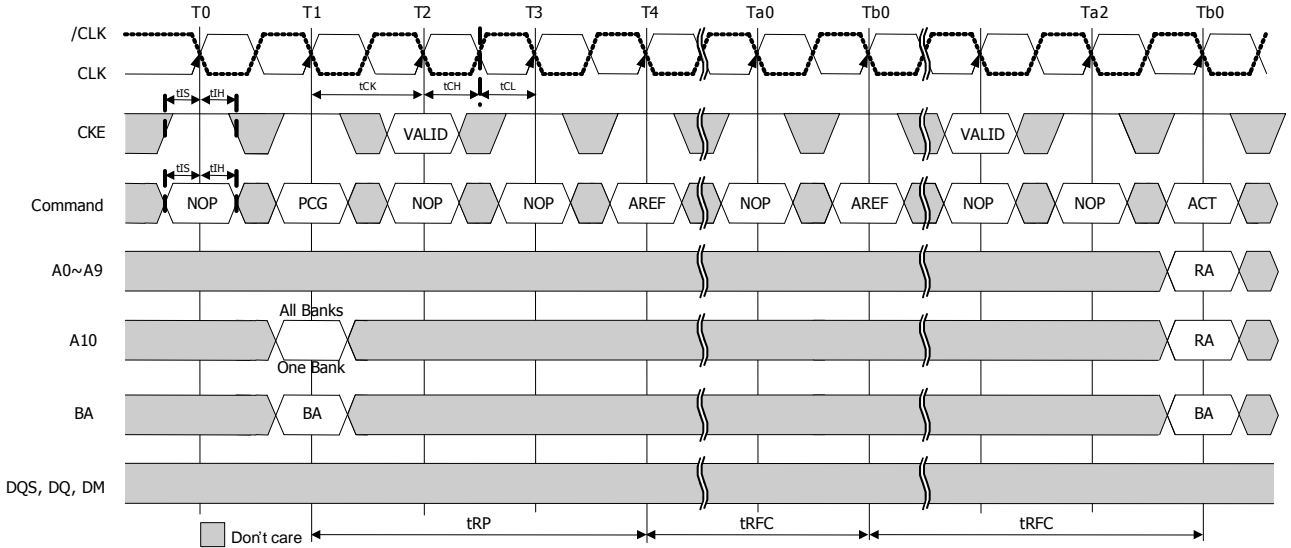 T0 T1 T2 T3 T4 Ta0 Tb0 Ta2 Tb0
/CLK
CLK
tCK tCH tCL
tIS tIH
CKE VALID VALID
tIS tIH
Command NOP PCG NOP NOP AREF NOP AREF NOP NOP ACT
A0~A9 RA
All Banks
A10 RA
One Bank
BA BA BA
DQS, DQ, DM
tRP tRFC tRFC
Don't care